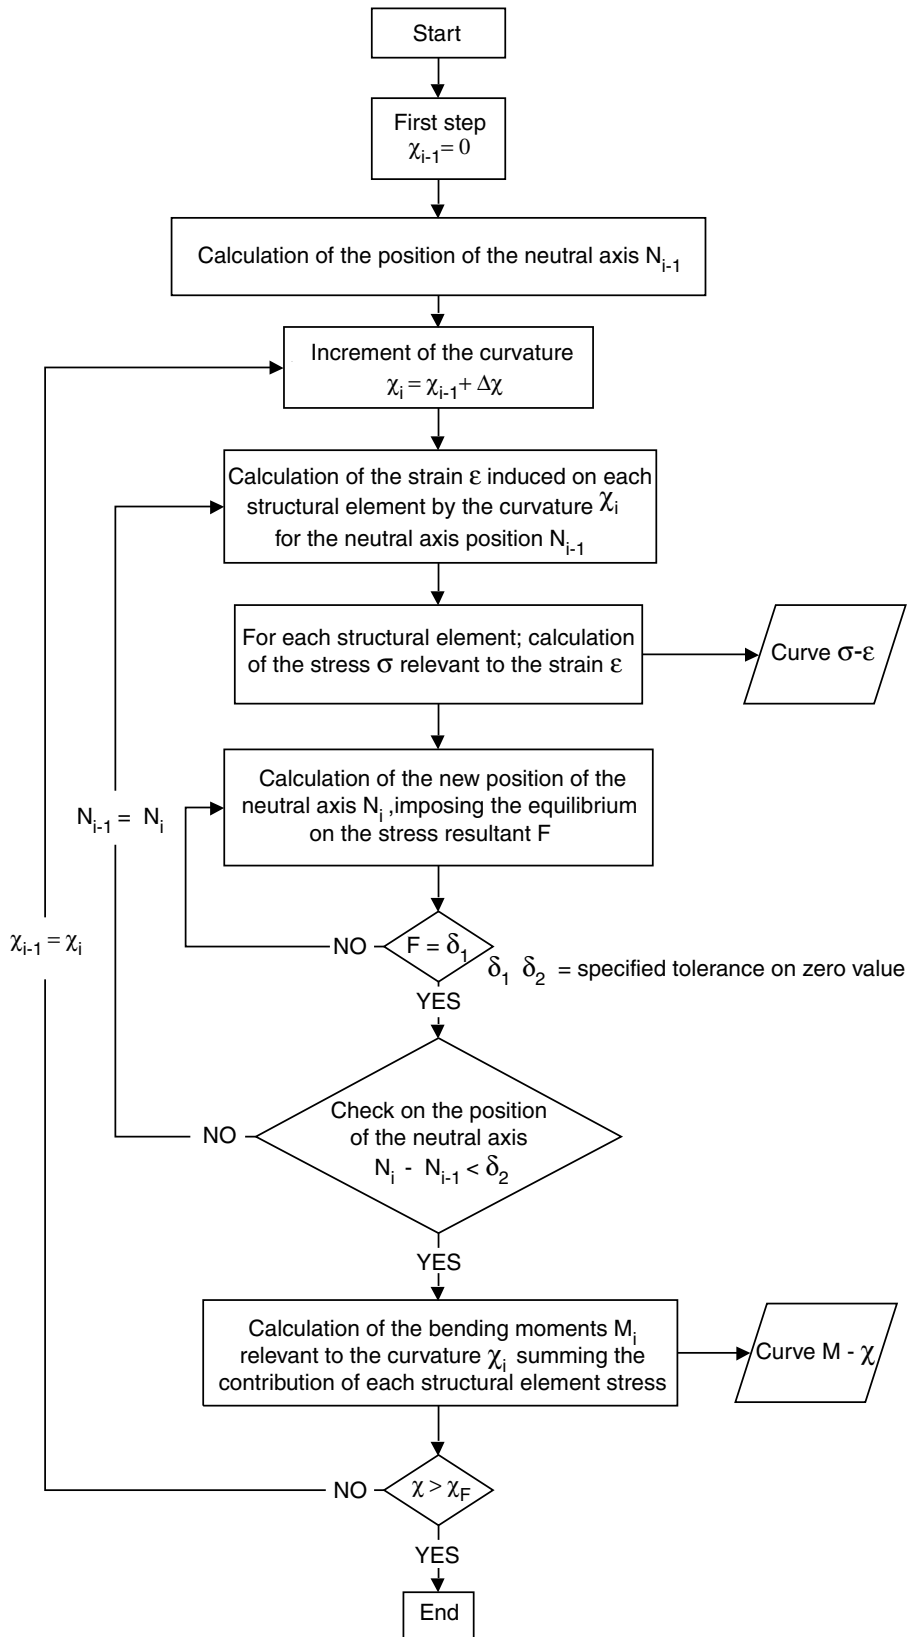 Start
First step
χi-1 = 0
Calculation of the position of the neutral axis Ni-1
Increment of the curvature
χi = χi-1 + Δχ
Calculation of the strain ε induced on each
structural element by the curvature χi
for the neutral axis position Ni-1
For each structural element; calculation
of the stress σ relevant to the strain ε
Curve σ-ε
Calculation of the new position of the
neutral axis Ni ,imposing the equilibrium
on the stress resultant F
Ni-1 = Ni
χi-1 = χi
NO
F = δ1
δ1 δ2 = specified tolerance on zero value
YES
Check on the position
of the neutral axis
Ni - Ni-1 < δ2
NO
YES
Calculation of the bending moments Mi
relevant to the curvature χi summing the
contribution of each structural element stress
Curve M - χ
NO
χ > χF
YES
End